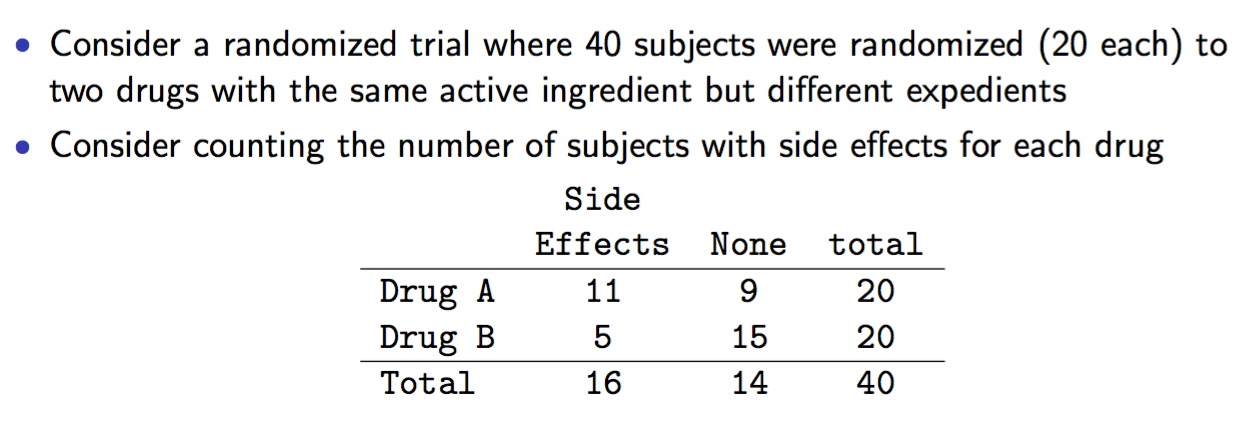 • Consider a randomized trial where 40 subjects were randomized (20 each) to
two drugs with the same active ingredient but different expedients
• Consider counting the number of subjects with side effects for each drug
Side
Effects None total
Drug A 11 9 20
Drug B 5 15 20
Total 16 14 40